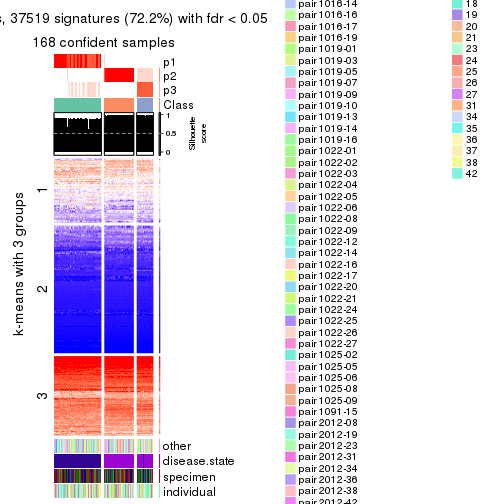 s, 37519 signatures (72.2%) with fdr < 0.05
168 confident samples
p1
p2
p3
Class
1
0.5
0
Silhouette
score
k-means with 3 groups
1
2
3
other
disease.state
specimen
individual
pair1016-14
pair1016-16
pair1016-17
pair1016-19
pair1019-01
pair1019-03
pair1019-05
pair1019-07
pair1019-09
pair1019-10
pair1019-13
pair1019-14
pair1019-16
pair1022-01
pair1022-02
pair1022-03
pair1022-04
pair1022-05
pair1022-06
pair1022-08
pair1022-09
pair1022-12
pair1022-14
pair1022-16
pair1022-17
pair1022-20
pair1022-21
pair1022-24
pair1022-25
pair1022-26
pair1022-27
pair1025-02
pair1025-05
pair1025-06
pair1025-08
pair1025-09
pair1091-15
pair2012-08
pair2012-19
pair2012-23
pair2012-31
pair2012-34
pair2012-36
pair2012-38
pair2012-42
18
19
20
21
23
24
25
26
27
31
34
35
36
37
38
42